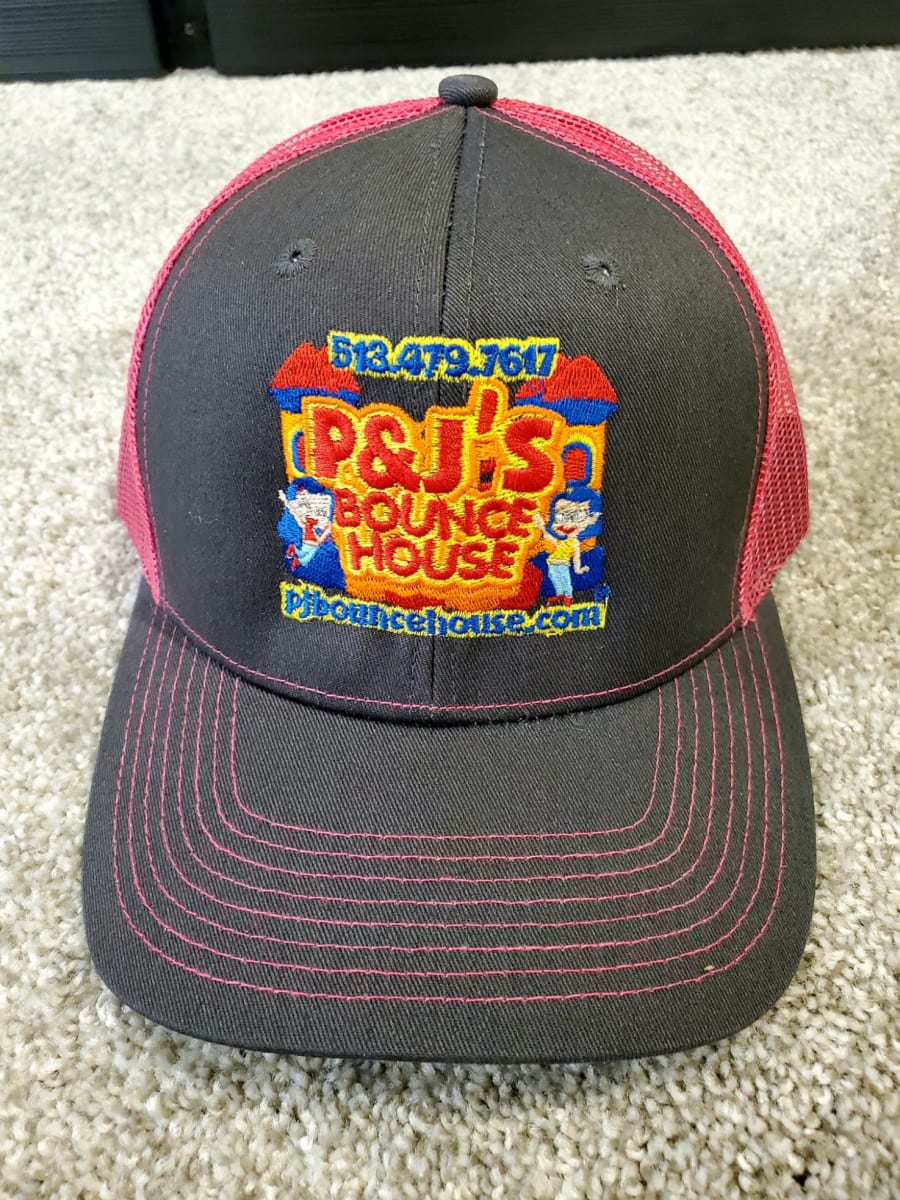 513.479.7617
P&J'S
BOUNCE
HOUSE
pjbouncehouse.com